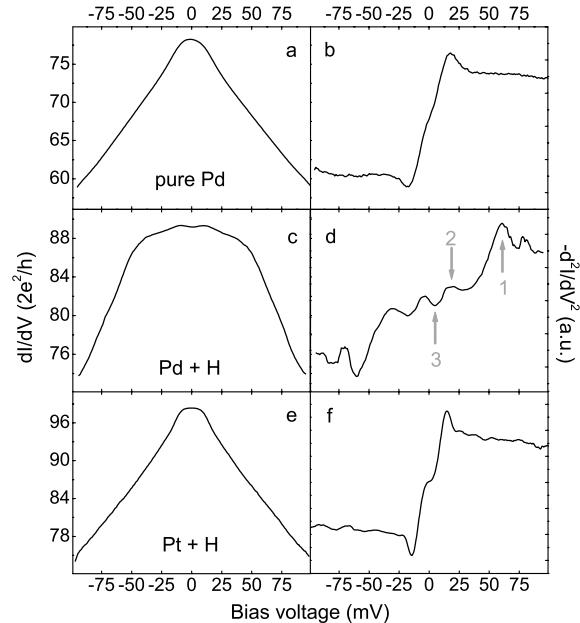 -75 -50 -25 0 25 50 75 -75 -50 -25 0 25 50 75
75
70
65
60
a
pure Pd
b
88
84
80
76
c
Pd + H
d
2
1
3
96
90
84
78
e
Pt + H
f
dI/dV (2e²/h)
-d²I/dV² (a.u.)
-75 -50 -25 0 25 50 75 -75 -50 -25 0 25 50 75
Bias voltage (mV)